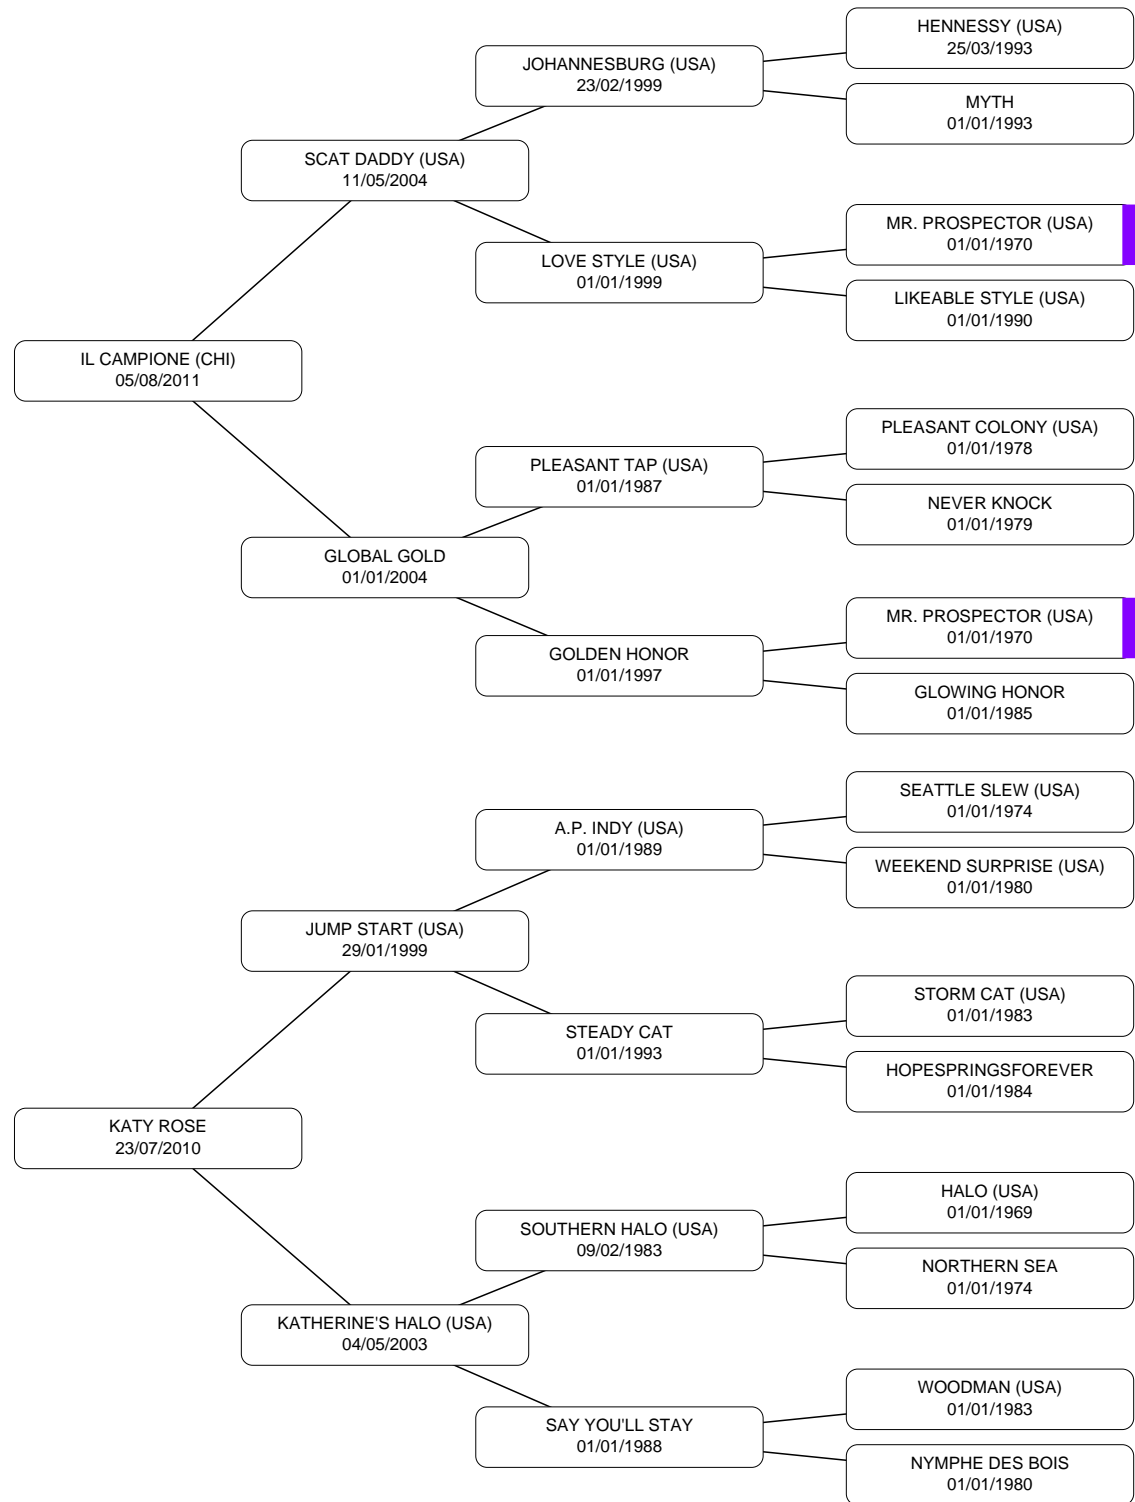 HENNESSY (USA)
25/03/1993
JOHANNESBURG (USA)
23/02/1999
MYTH
01/01/1993
SCAT DADDY (USA)
11/05/2004
MR. PROSPECTOR (USA)
01/01/1970
LOVE STYLE (USA)
01/01/1999
LIKEABLE STYLE (USA)
01/01/1990
IL CAMPIONE (CHI)
05/08/2011
PLEASANT COLONY (USA)
01/01/1978
PLEASANT TAP (USA)
01/01/1987
NEVER KNOCK
01/01/1979
GLOBAL GOLD
01/01/2004
MR. PROSPECTOR (USA)
01/01/1970
GOLDEN HONOR
01/01/1997
GLOWING HONOR
01/01/1985
SEATTLE SLEW (USA)
01/01/1974
A.P. INDY (USA)
01/01/1989
WEEKEND SURPRISE (USA)
01/01/1980
JUMP START (USA)
29/01/1999
STORM CAT (USA)
01/01/1983
STEADY CAT
01/01/1993
HOPESPRINGSFOREVER
01/01/1984
KATY ROSE
23/07/2010
HALO (USA)
01/01/1969
SOUTHERN HALO (USA)
09/02/1983
NORTHERN SEA
01/01/1974
KATHERINE'S HALO (USA)
04/05/2003
WOODMAN (USA)
01/01/1983
SAY YOU'LL STAY
01/01/1988
NYMPHE DES BOIS
01/01/1980